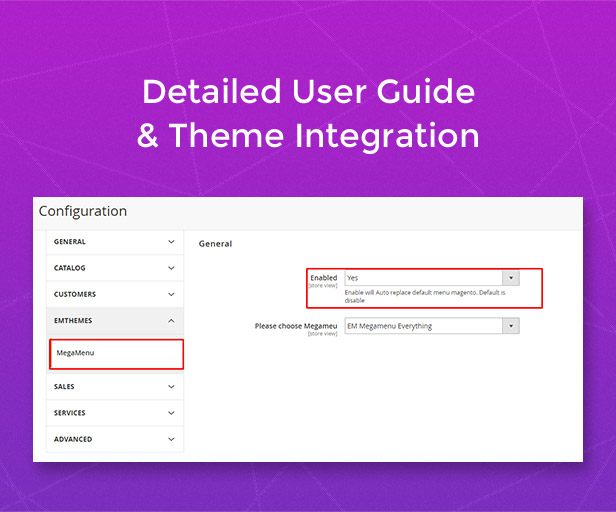 Detailed User Guide
& Theme Integration
Configuration
GENERAL
CATALOG
CUSTOMERS
EMTHEMES
MegaMenu
SALES
SERVICES
ADVANCED
General
Enabled
[store view]
Yes
Enable will Auto replace default menu magento. Default is
disable
Please choose Megameu
[store view]
EM Megamenu Everything